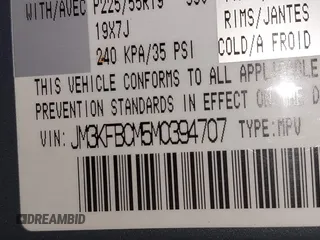 WITH/AVEC P225/55R19
19X7J RIMS/JANTES
240 KPA/35 PSI COLD/A FROID
THIS VEHICLE CONFORMS TO ALL APPLICABLE
PREVENTION STANDARDS IN EFFECT ON THE D
VIN: JM3KFBCM5M0394707 TYPE:MPV
DREAMBID